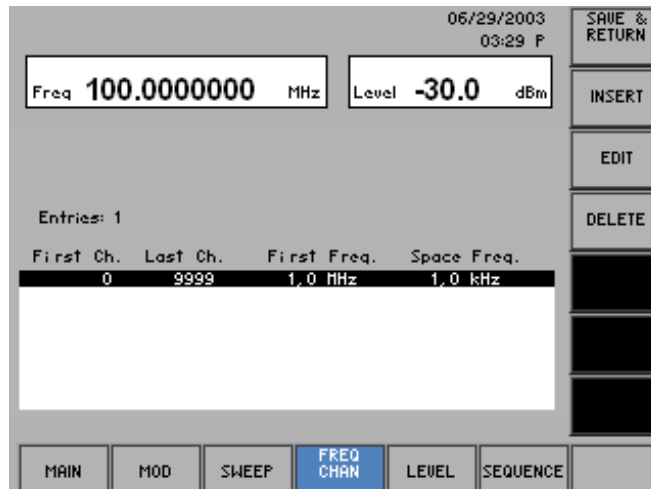 06/29/2003
03:29 P
SAVE &
RETURN
Freq 100.0000000 MHz
Level -30.0 dBm
INSERT
EDIT
Entries: 1
DELETE
First Ch. Last Ch. First Freq. Space Freq.
0 9999 1,0 MHz 1,0 kHz
MAIN
MOD
SWEEP
FREQ
CHAN
LEVEL
SEQUENCE